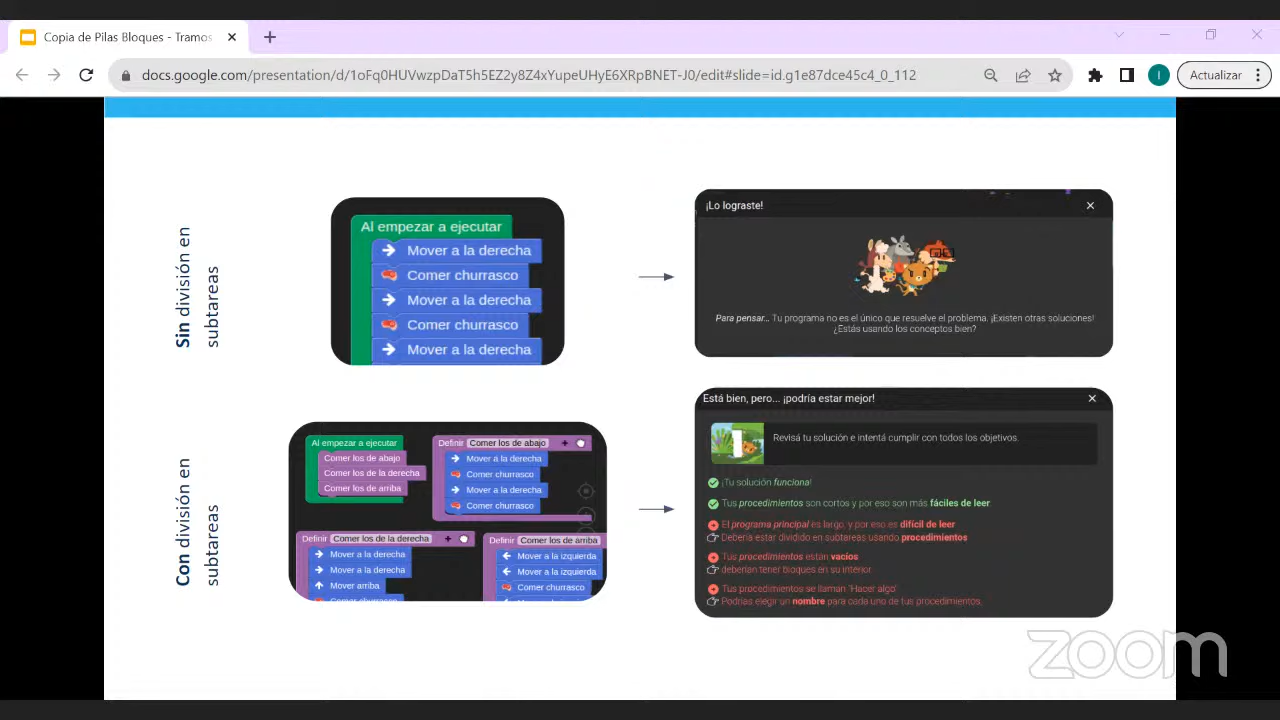 Copia de Pilas Bloques - Tramos
docs.google.com/presentation/d/1oFq0HUVwzpDaT5h5EZ2y8Z4xYupeUHyE6XRpBNET-J0/edit#slide=id.g1e87dce45c4_0_112
I
Actualizar
Sin división en
subtareas
Al empezar a ejecutar
Mover a la derecha
Comer churrasco
Mover a la derecha
Comer churrasco
Mover a la derecha
¡Lo lograste!
Para pensar... Tu programa no es el único que resuelve el problema. ¡Existen otras soluciones!
¿Estás usando los conceptos bien?
Con división en
subtareas
Al empezar a ejecutar
Comer los de abajo
Comer los de la derecha
Comer los de arriba
Definir Comer los de abajo
Mover a la derecha
Comer churrasco
Mover a la derecha
Comer churrasco
Definir Comer los de la derecha
Mover a la derecha
Mover a la derecha
Mover arriba
Comer churrasco
Definir Comer los de arriba
Mover a la izquierda
Mover a la izquierda
Comer churrasco
Está bien, pero... ¡podría estar mejor!
Revisá tu solución e intentá cumplir con todos los objetivos.
¡Tu solución funciona!
Tus procedimientos son cortos y por eso son más fáciles de leer
El programa principal es largo, y por eso es difícil de leer
Debería estar dividido en subtareas usando procedimientos
Tus procedimientos están vacíos
deberían tener bloques en su interior
Tus procedimientos se llaman "Hacer algo"
Podrías elegir un nombre para cada uno de tus procedimientos.
zoom